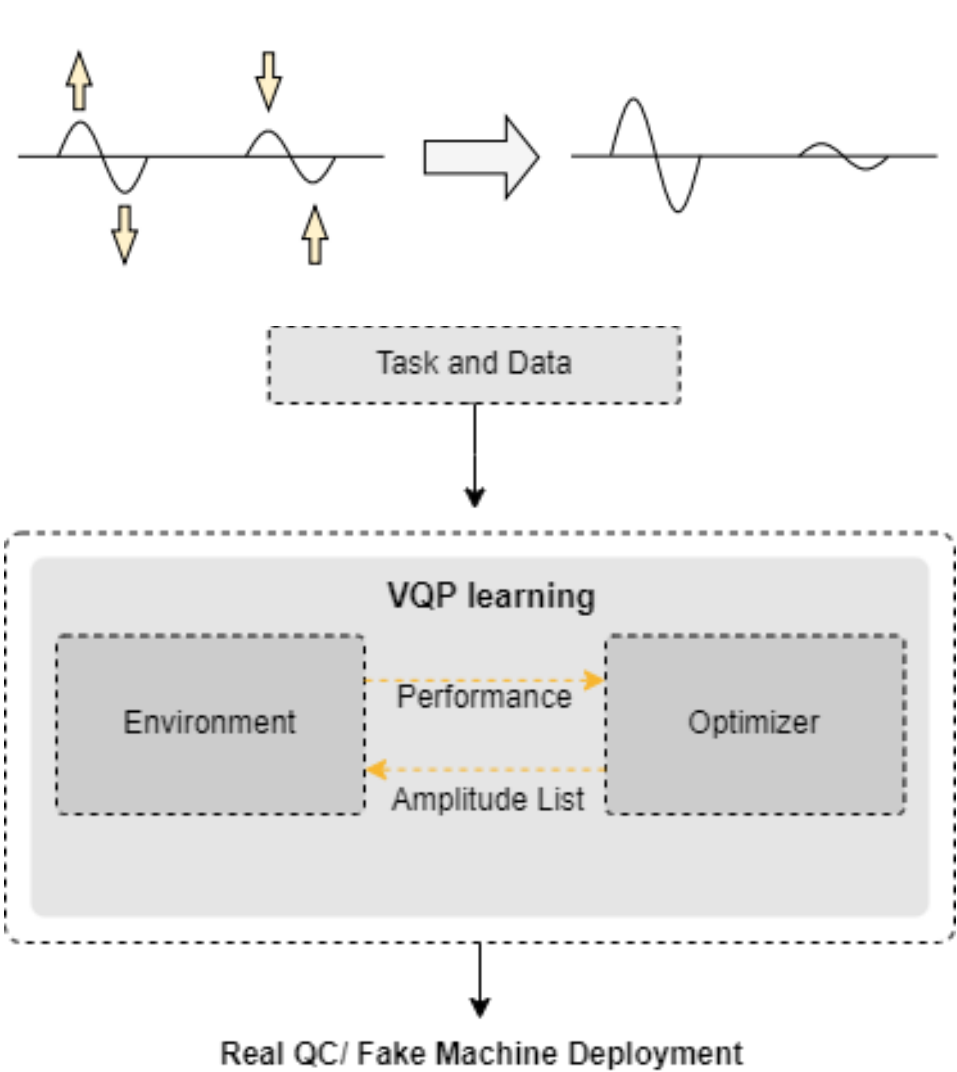 Task and Data
VQP learning
Performance
Environment
Optimizer
Amplitude List
Real QC/ Fake Machine Deployment